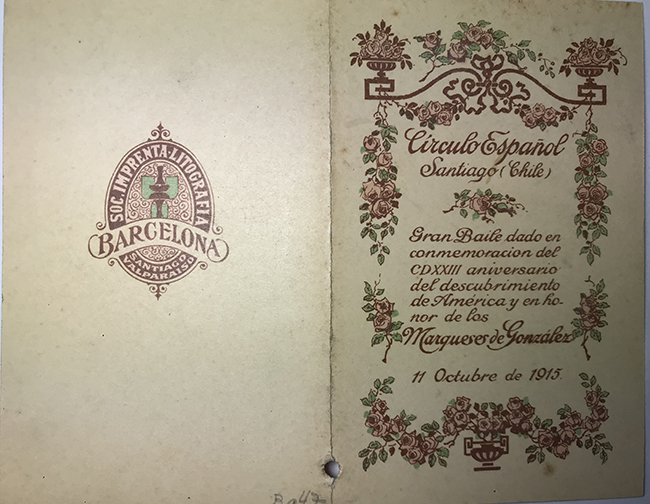 SOC. IMPRENTA · LITOGRAFIA
BARCELONA
SANTIAGO
VALPARAISO
Círculo Español
Santiago (Chile)
Gran Baile dado en
conmemoracion del
CDXXIII aniversario
del descubrimiento
de América y en ho-
nor de los
Marqueses de González
11 Octubre de 1915.